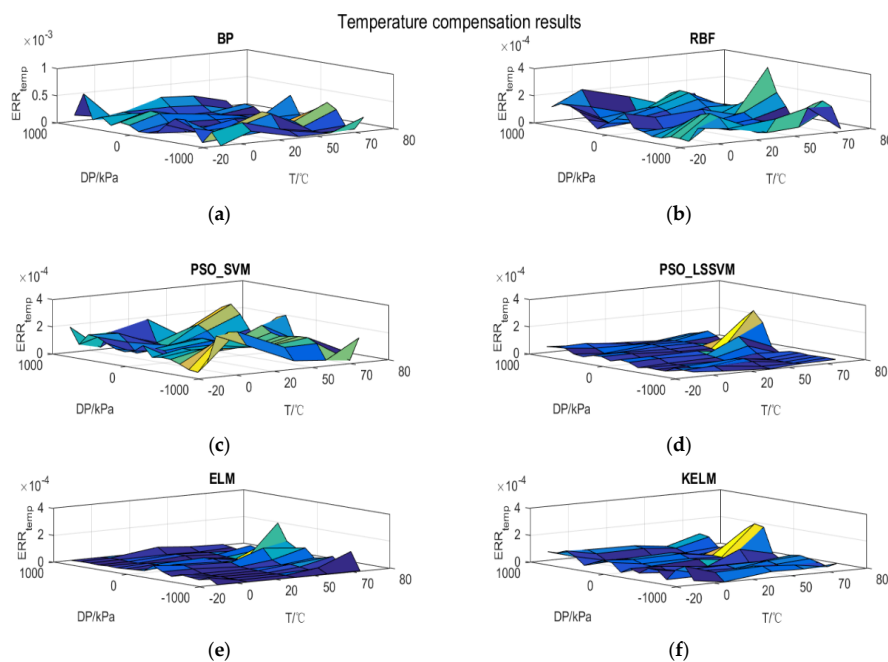 Temperature compensation results
BP
×10⁻³
1
0.5
0
ERR_temp
1000
0
-1000
DP/kPa
-20
0
20
50
70
80
T/℃
(a)
RBF
×10⁻⁴
4
2
0
ERR_temp
1000
0
-1000
DP/kPa
-20
0
20
50
70
80
T/℃
(b)
PSO_SVM
×10⁻⁴
4
2
0
ERR_temp
1000
0
-1000
DP/kPa
-20
0
20
50
70
80
T/℃
(c)
PSO_LSSVM
×10⁻⁴
4
2
0
ERR_temp
1000
0
-1000
DP/kPa
-20
0
20
50
70
80
T/℃
(d)
ELM
×10⁻⁴
4
2
0
ERR_temp
1000
0
-1000
DP/kPa
-20
0
20
50
70
80
T/℃
(e)
KELM
×10⁻⁴
4
2
0
ERR_temp
1000
0
-1000
DP/kPa
-20
0
20
50
70
80
T/℃
(f)